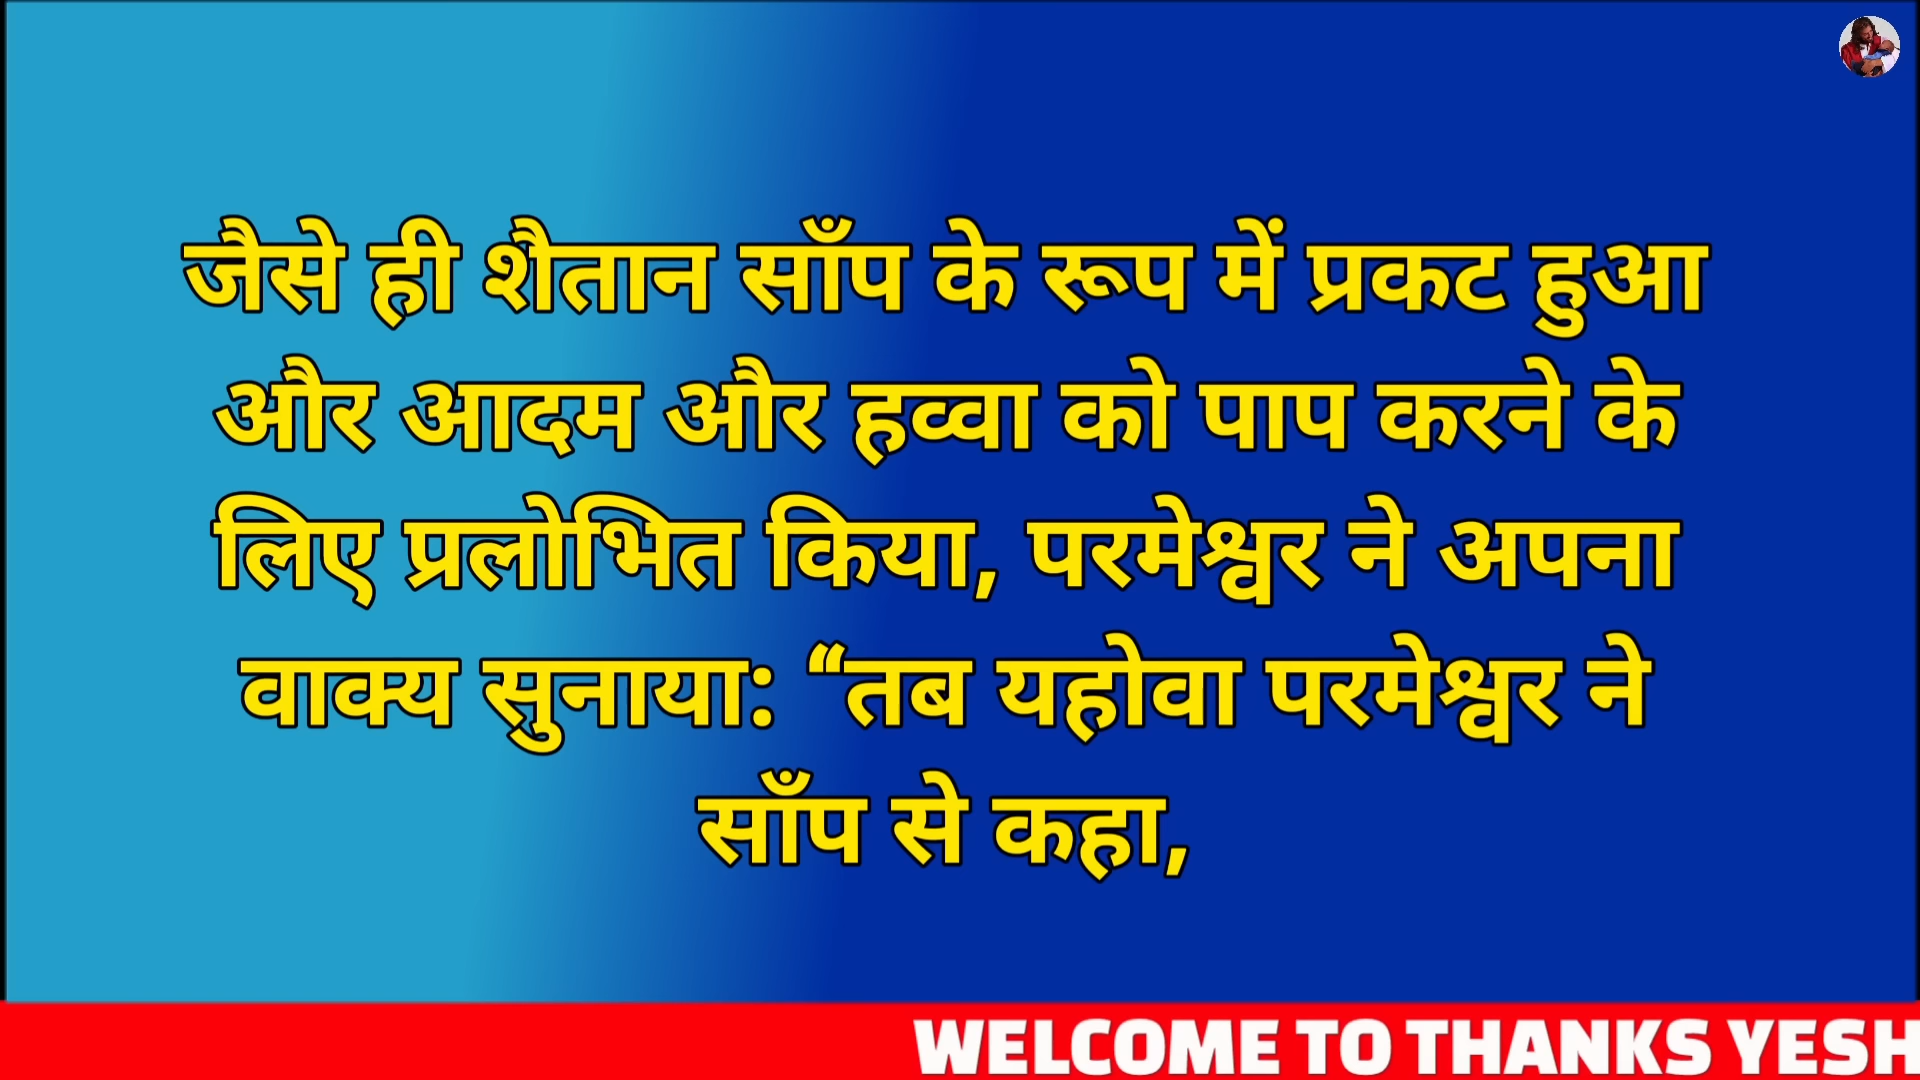 जैसे ही शैतान साँप के रूप में प्रकट हुआ
और आदम और हव्वा को पाप करने के
लिए प्रलोभित किया, परमेश्वर ने अपना
वाक्य सुनाया: “तब यहोवा परमेश्वर ने
साँप से कहा,
WELCOME TO THANKS YESH